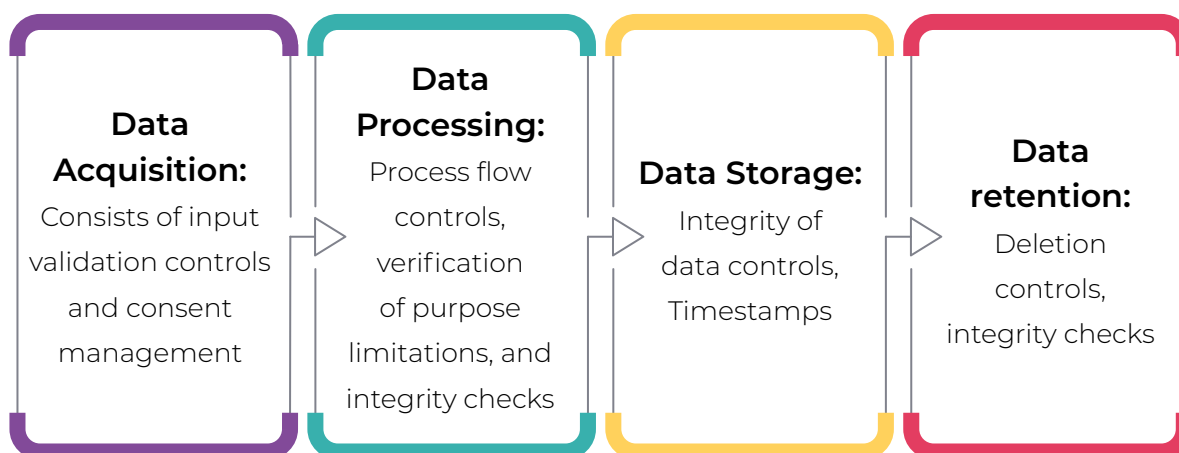 Data
Acquisition:
Consists of input
validation controls
and consent
management
Data
Processing:
Process flow
controls,
verification
of purpose
limitations, and
integrity checks
Data Storage:
Integrity of
data controls,
Timestamps
Data
retention:
Deletion
controls,
integrity checks